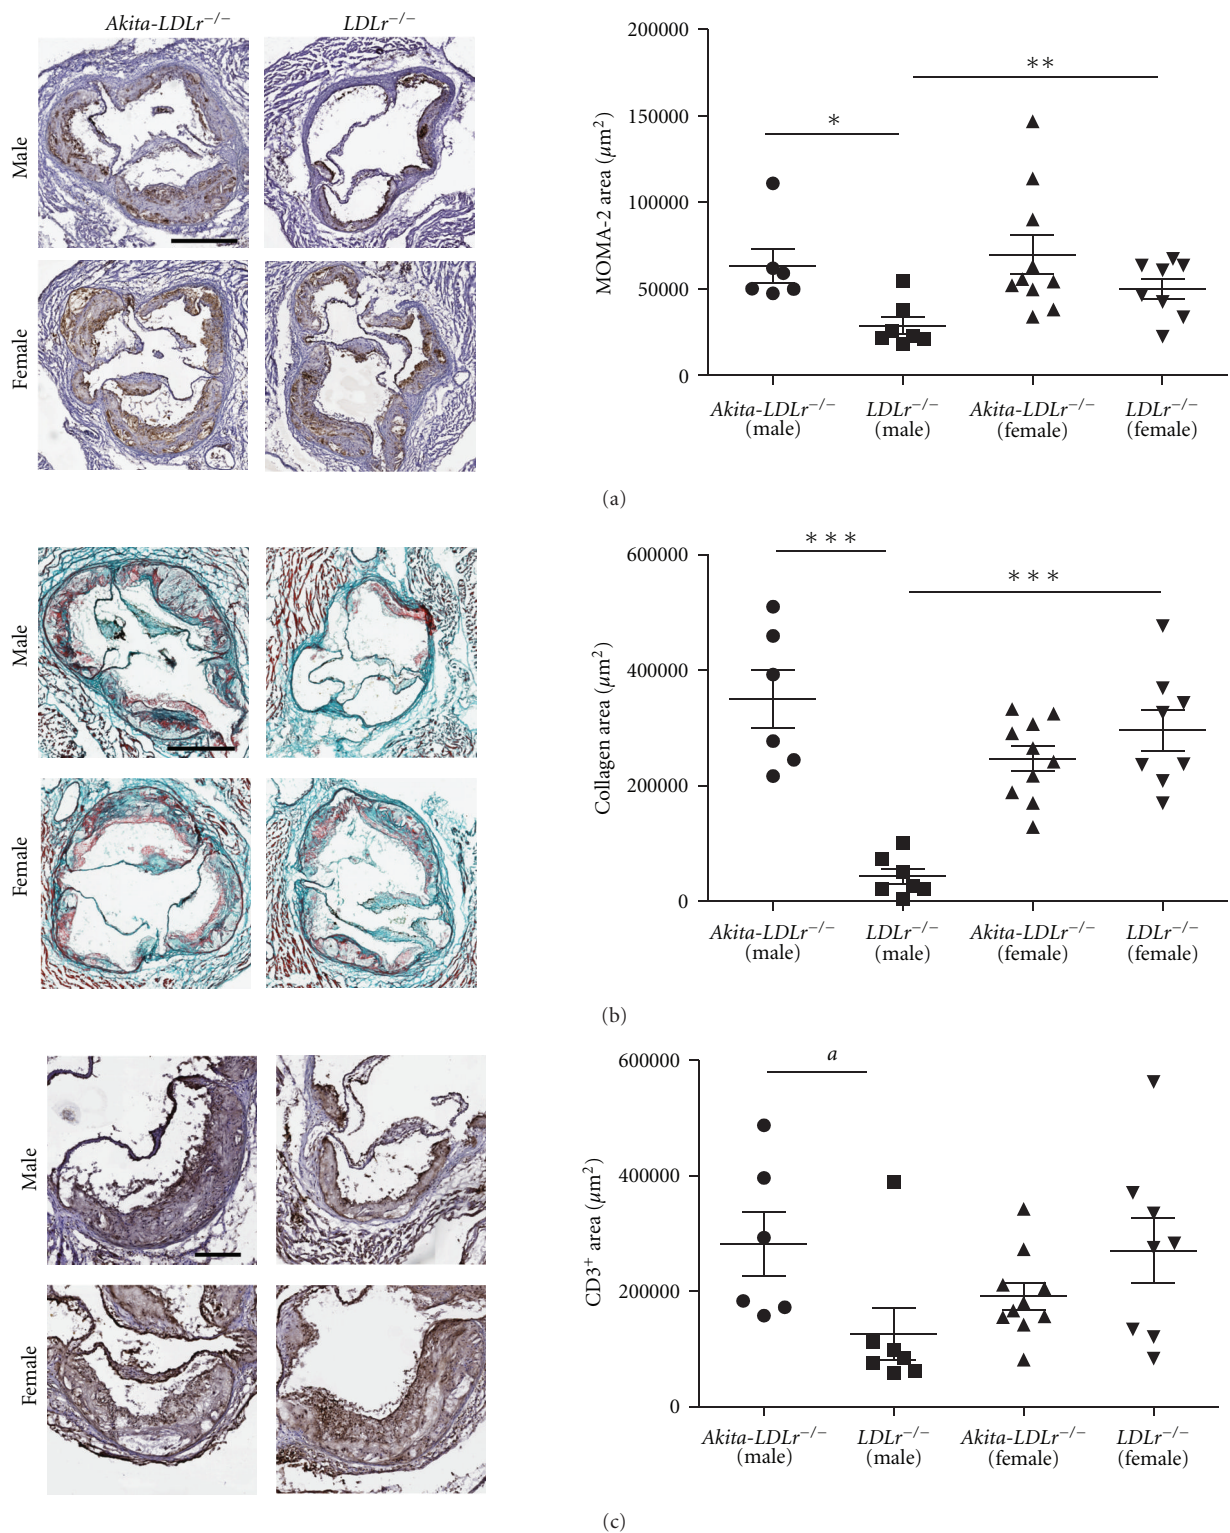 Akita-LDLr−/− LDLr−/−
Male
Female
MOMA-2 area (μm2)
200000
150000
100000
50000
0
*
**
Akita-LDLr−/− LDLr−/− Akita-LDLr−/− LDLr−/−
(male) (male) (female) (female)
(a)
Male
Female
Collagen area (μm2)
600000
400000
200000
0
***
***
Akita-LDLr−/− LDLr−/− Akita-LDLr−/− LDLr−/−
(male) (male) (female) (female)
(b)
Male
Female
CD3+ area (μm2)
600000
400000
200000
0
a
Akita-LDLr−/− LDLr−/− Akita-LDLr−/− LDLr−/−
(male) (male) (female) (female)
(c)